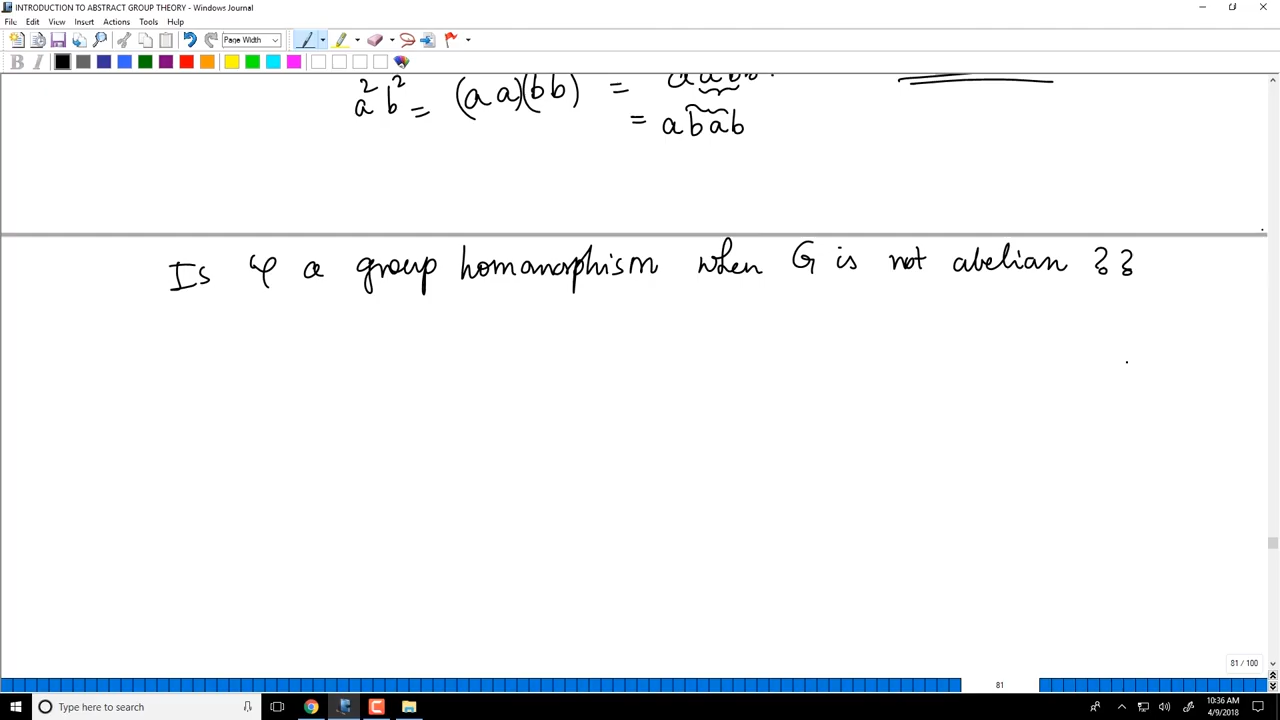 INTRODUCTION TO ABSTRACT GROUP THEORY - Windows Journal
File Edit View Insert Actions Tools Help
Page Width
B I
a²b² = (aa)(bb) = aabb.
= abab
Is φ a group homomorphism when G is not abelian ??
81 / 100
81
Type here to search
10:36 AM
4/9/2018